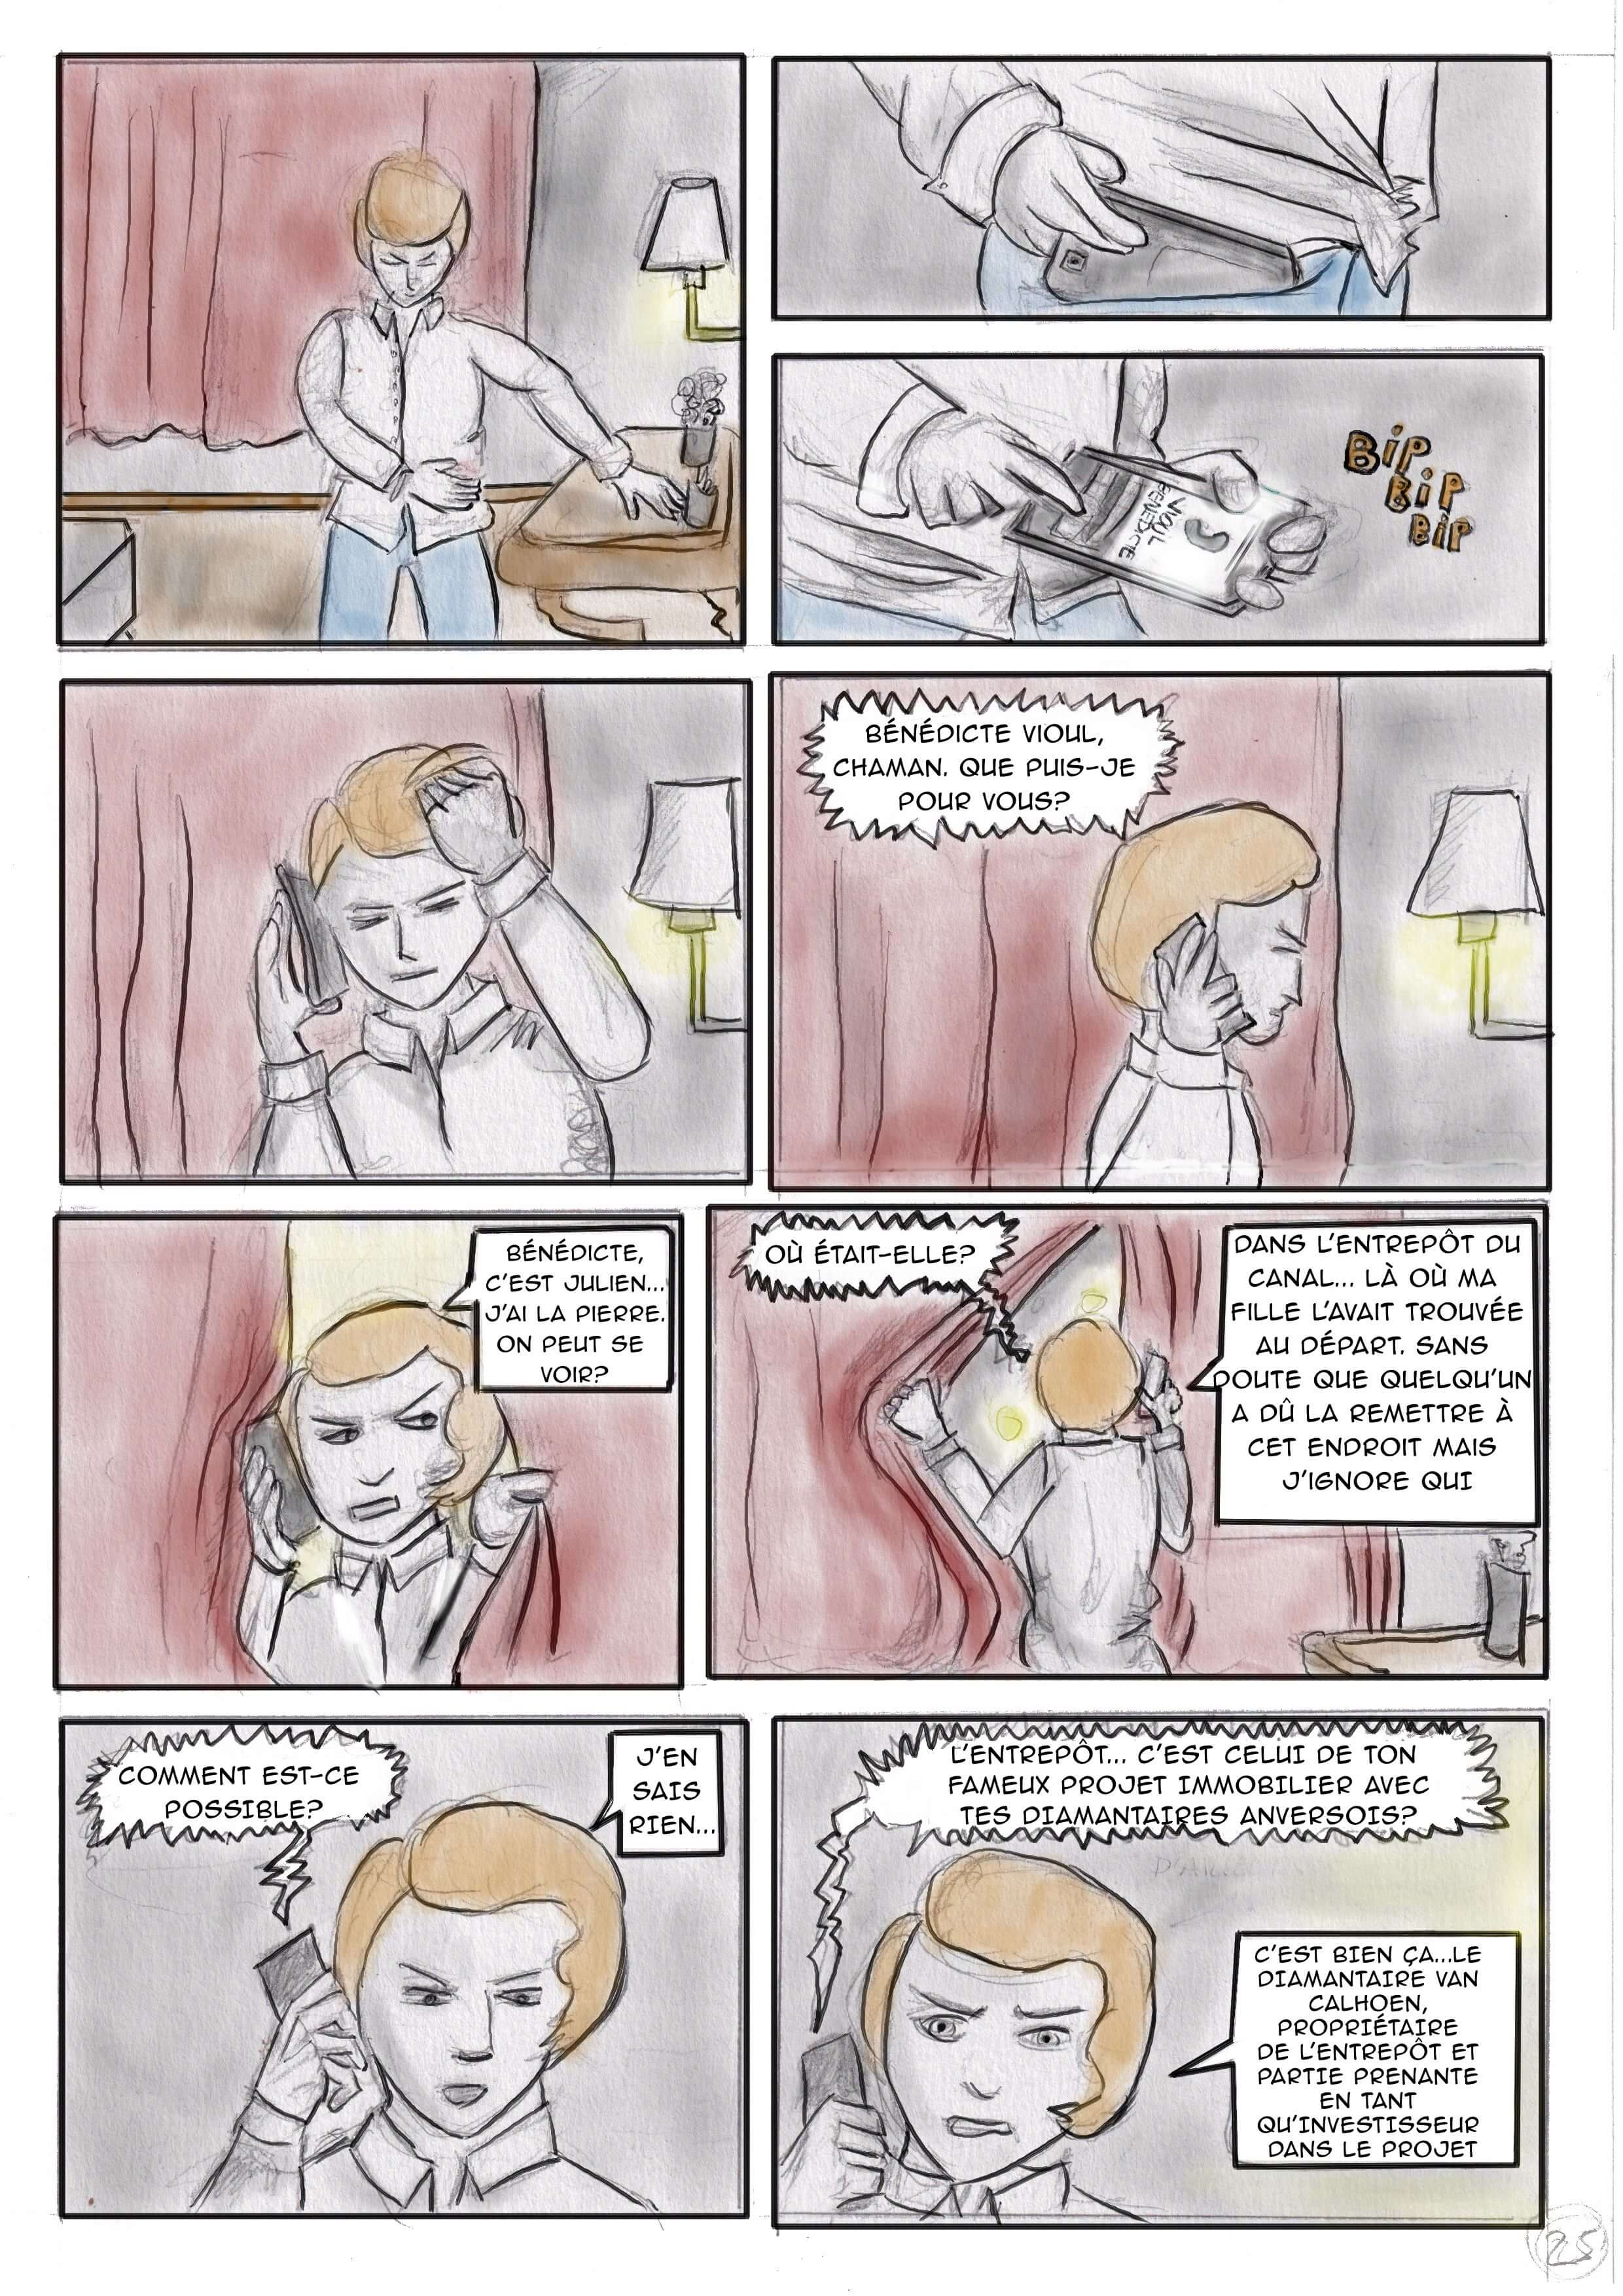 BIP
BIP
BIP
VIOUL
BENEDICTE
BÉNÉDICTE VIOUL,
CHAMAN. QUE PUIS-JE
POUR VOUS?
BÉNÉDICTE,
C'EST JULIEN...
J'AI LA PIERRE.
ON PEUT SE
VOIR?
OÙ ÉTAIT-ELLE?
DANS L'ENTREPÔT DU
CANAL... LÀ OÙ MA
FILLE L'AVAIT TROUVÉE
AU DÉPART. SANS
DOUTE QUE QUELQU'UN
A DÛ LA REMETTRE À
CET ENDROIT MAIS
J'IGNORE QUI
COMMENT EST-CE
POSSIBLE?
J'EN
SAIS
RIEN...
L'ENTREPÔT... C'EST CELUI DE TON
FAMEUX PROJET IMMOBILIER AVEC
TES DIAMANTAIRES ANVERSOIS?
C'EST BIEN ÇA...LE
DIAMANTAIRE VAN
CALHOEN,
PROPRIÉTAIRE
DE L'ENTREPÔT ET
PARTIE PRENANTE
EN TANT
QU'INVESTISSEUR
DANS LE PROJET
25